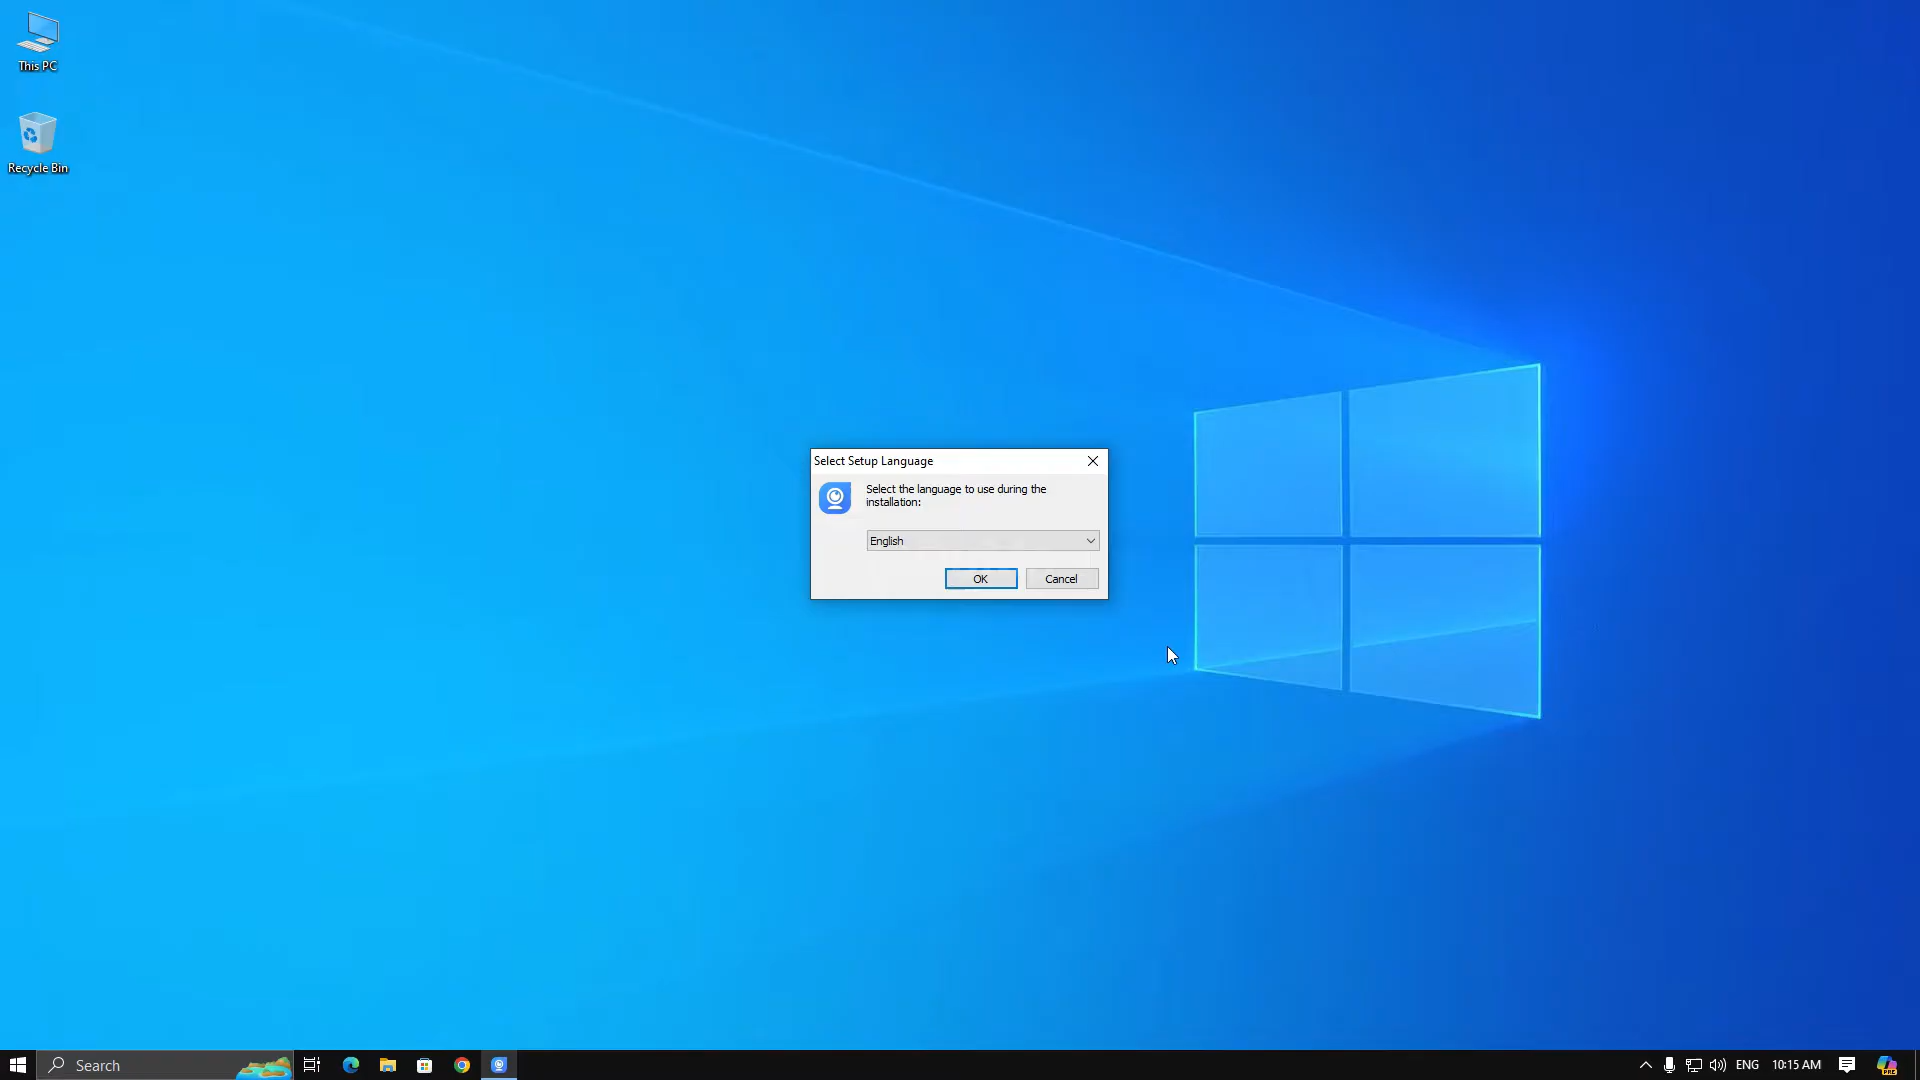 This PC
Recycle Bin
Select Setup Language
Select the language to use during the
installation:
English
OK
Cancel
Search
ENG
10:15 AM
PRE